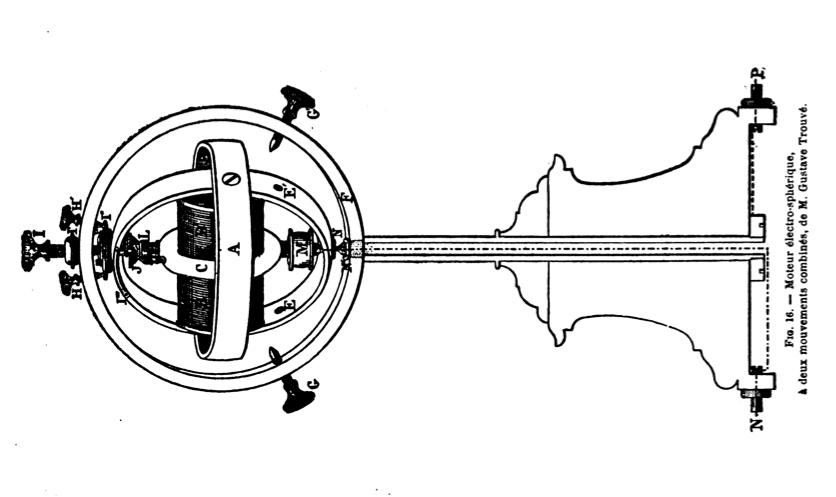 I
H
H'
T
G'
E'
F
J
L
C
A
M
N
E
G
P
N
Fig. 16. — Moteur électro-sphérique,
à deux mouvements combinés, de M. Gustave Trouvé.